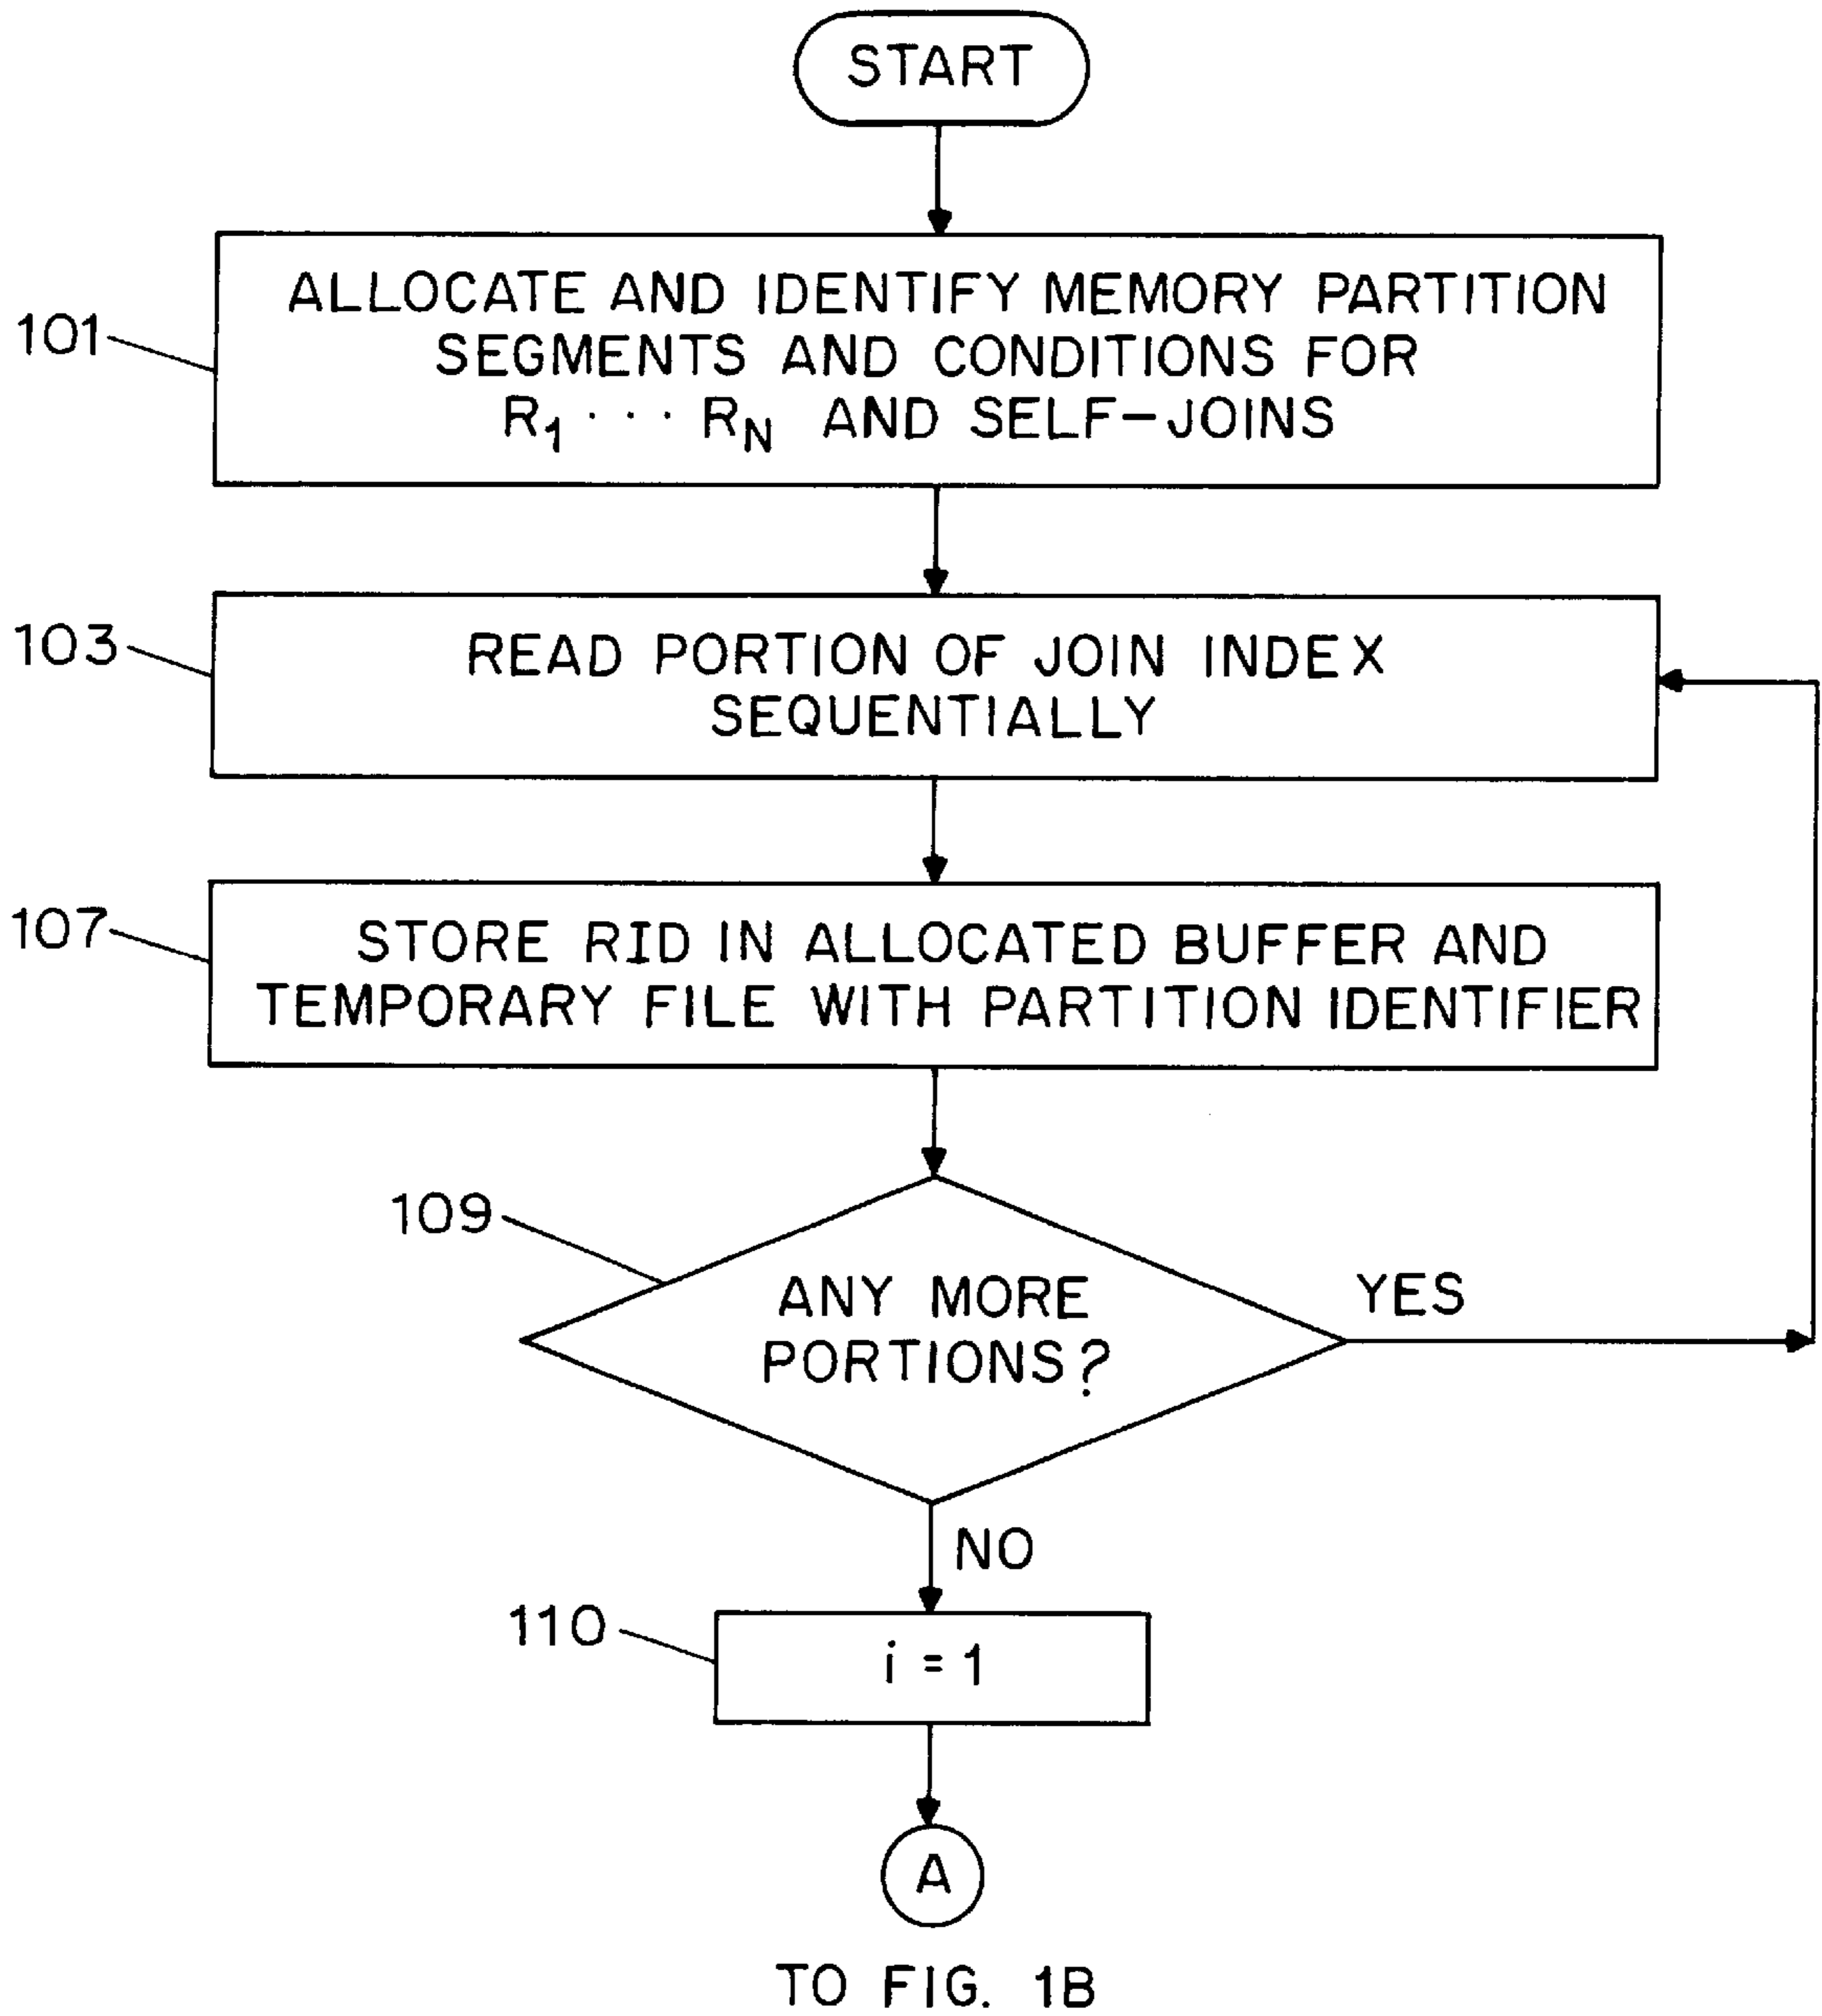 START
ALLOCATE AND IDENTIFY MEMORY PARTITION
101
SEGMENTS AND CONDITIONS FOR
R₁ · · · R_N AND SELF-JOINS
103
READ PORTION OF JOIN INDEX
SEQUENTIALLY
107
STORE RID IN ALLOCATED BUFFER AND
TEMPORARY FILE WITH PARTITION IDENTIFIER
109
ANY MORE
PORTIONS?
YES
NO
110
i = 1
A
TO FIG. 1B